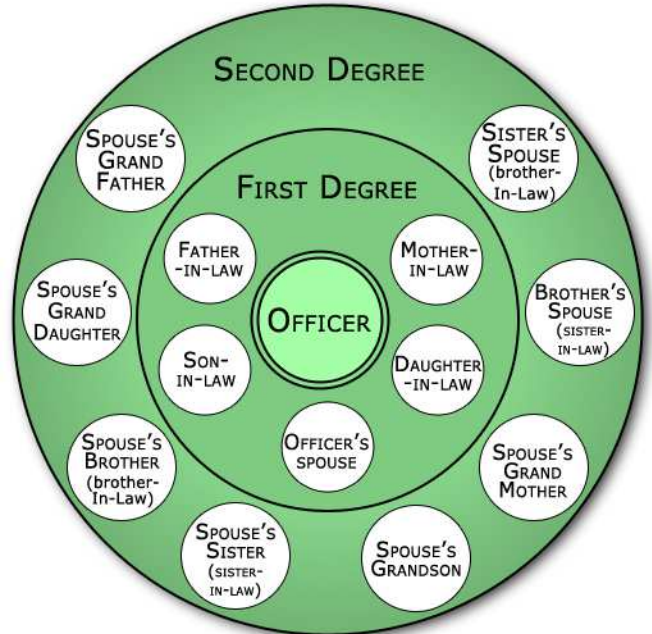 SECOND DEGREE
SPOUSE'S
GRAND
FATHER
SISTER'S
SPOUSE
(brother-
In-Law)
FIRST DEGREE
FATHER
-IN-LAW
MOTHER-
IN-LAW
OFFICER
SPOUSE'S
GRAND
DAUGHTER
BROTHER'S
SPOUSE
(SISTER-
IN-LAW)
SON-
IN-LAW
DAUGHTER
-IN-LAW
OFFICER'S
SPOUSE
SPOUSE'S
BROTHER
(brother-
In-Law)
SPOUSE'S
GRAND
MOTHER
SPOUSE'S
SISTER
(SISTER-
IN-LAW)
SPOUSE'S
GRANDSON